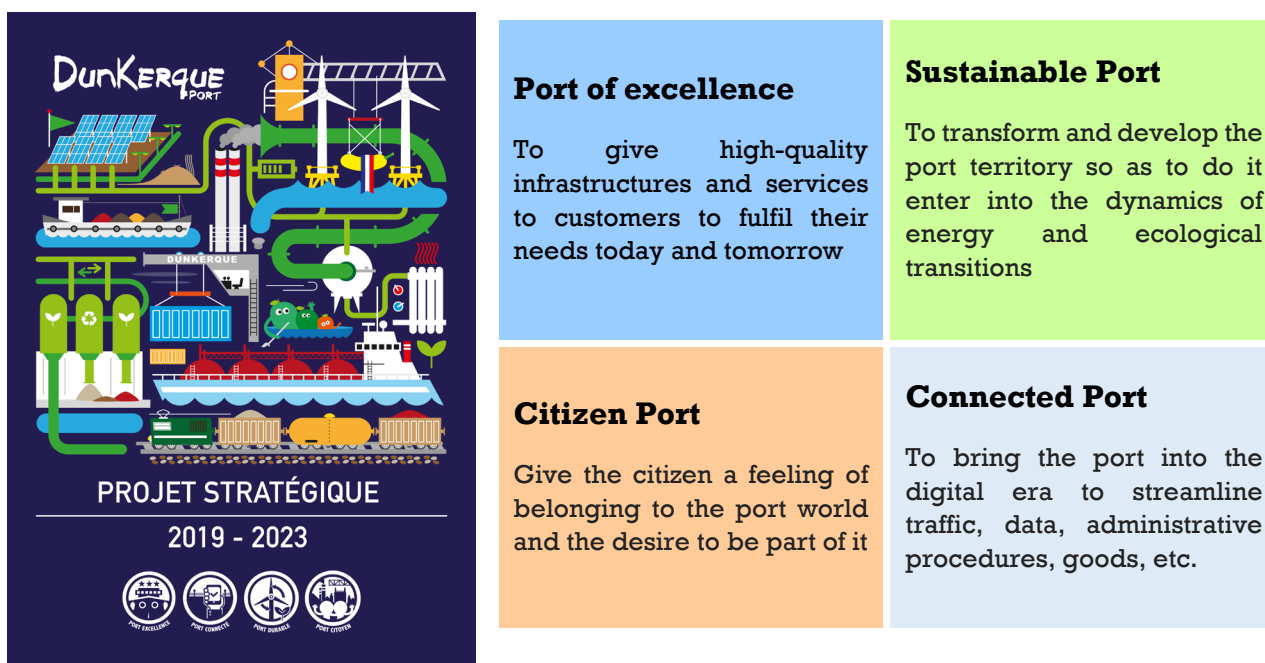 DunKERQUE
PORT
DUNKERQUE
PROJET STRATÉGIQUE
2019 - 2023
PORT EXCELLENCE
PORT CONNECTÉ
PORT DURABLE
PORT CITOYEN
Port of excellence
To give high-quality
infrastructures and services
to customers to fulfil their
needs today and tomorrow
Sustainable Port
To transform and develop the
port territory so as to do it
enter into the dynamics of
energy and ecological
transitions
Citizen Port
Give the citizen a feeling of
belonging to the port world
and the desire to be part of it
Connected Port
To bring the port into the
digital era to streamline
traffic, data, administrative
procedures, goods, etc.